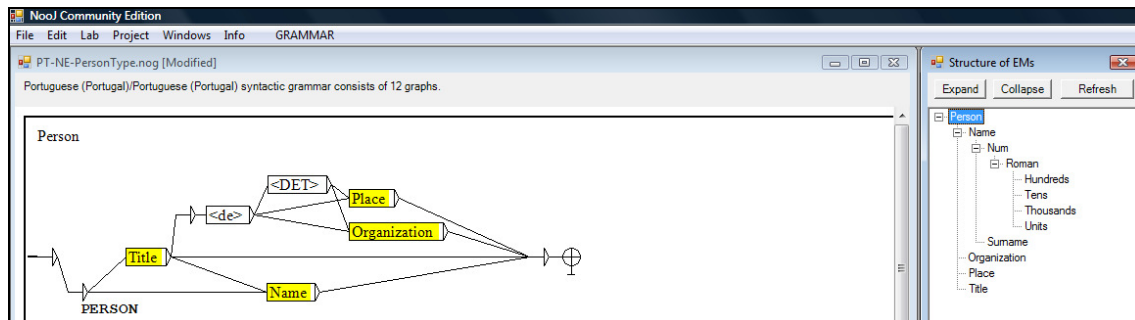 NooJ Community Edition
File Edit Lab Project Windows Info GRAMMAR
PT-NE-PersonType.nog [Modified]
Portuguese (Portugal)/Portuguese (Portugal) syntactic grammar consists of 12 graphs.
Person
<DET>
<de>
Place
Organization
Title
Name
PERSON
Structure of EMs
Expand Collapse Refresh
Person
Name
Num
Roman
Hundreds
Tens
Thousands
Units
Surname
Organization
Place
Title